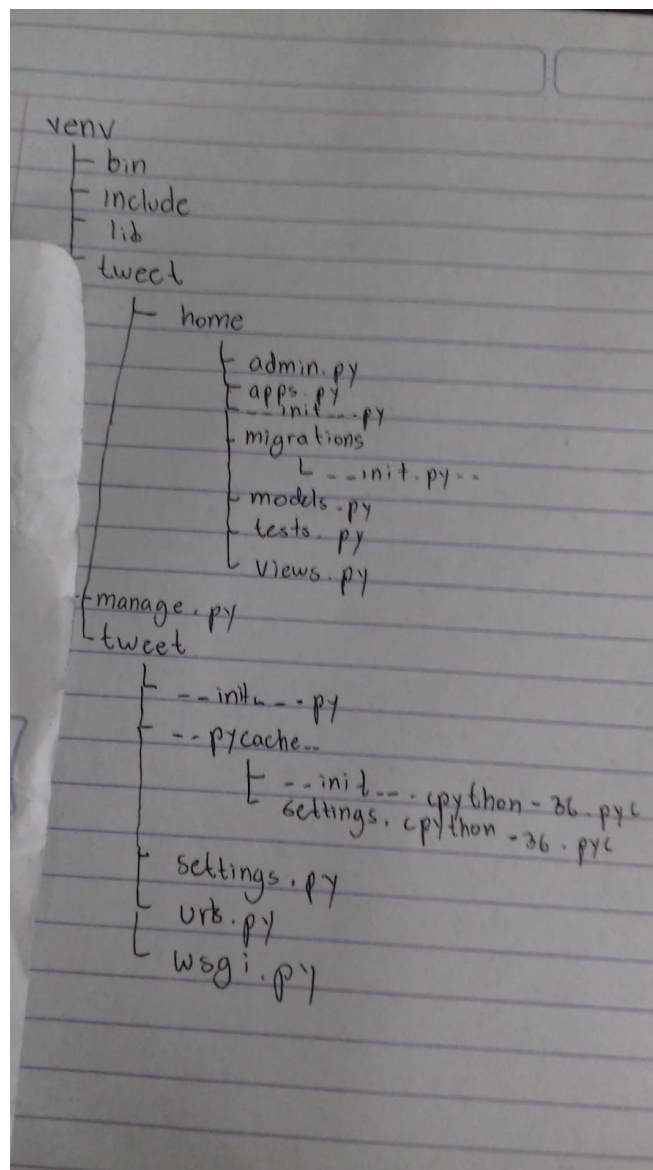 venv
├ bin
├ include
├ lib
├ tweet
├ home
├ admin.py
├ apps.py
├ __init__.py
├ migrations
└ __init.py__
├ models.py
├ tests.py
└ views.py
├ manage.py
└ tweet
├ __init__.py
├ __pycache__
├ __init__.cpython-36.pyc
└ settings.cpython-36.pyc
├ settings.py
├ urls.py
└ wsgi.py